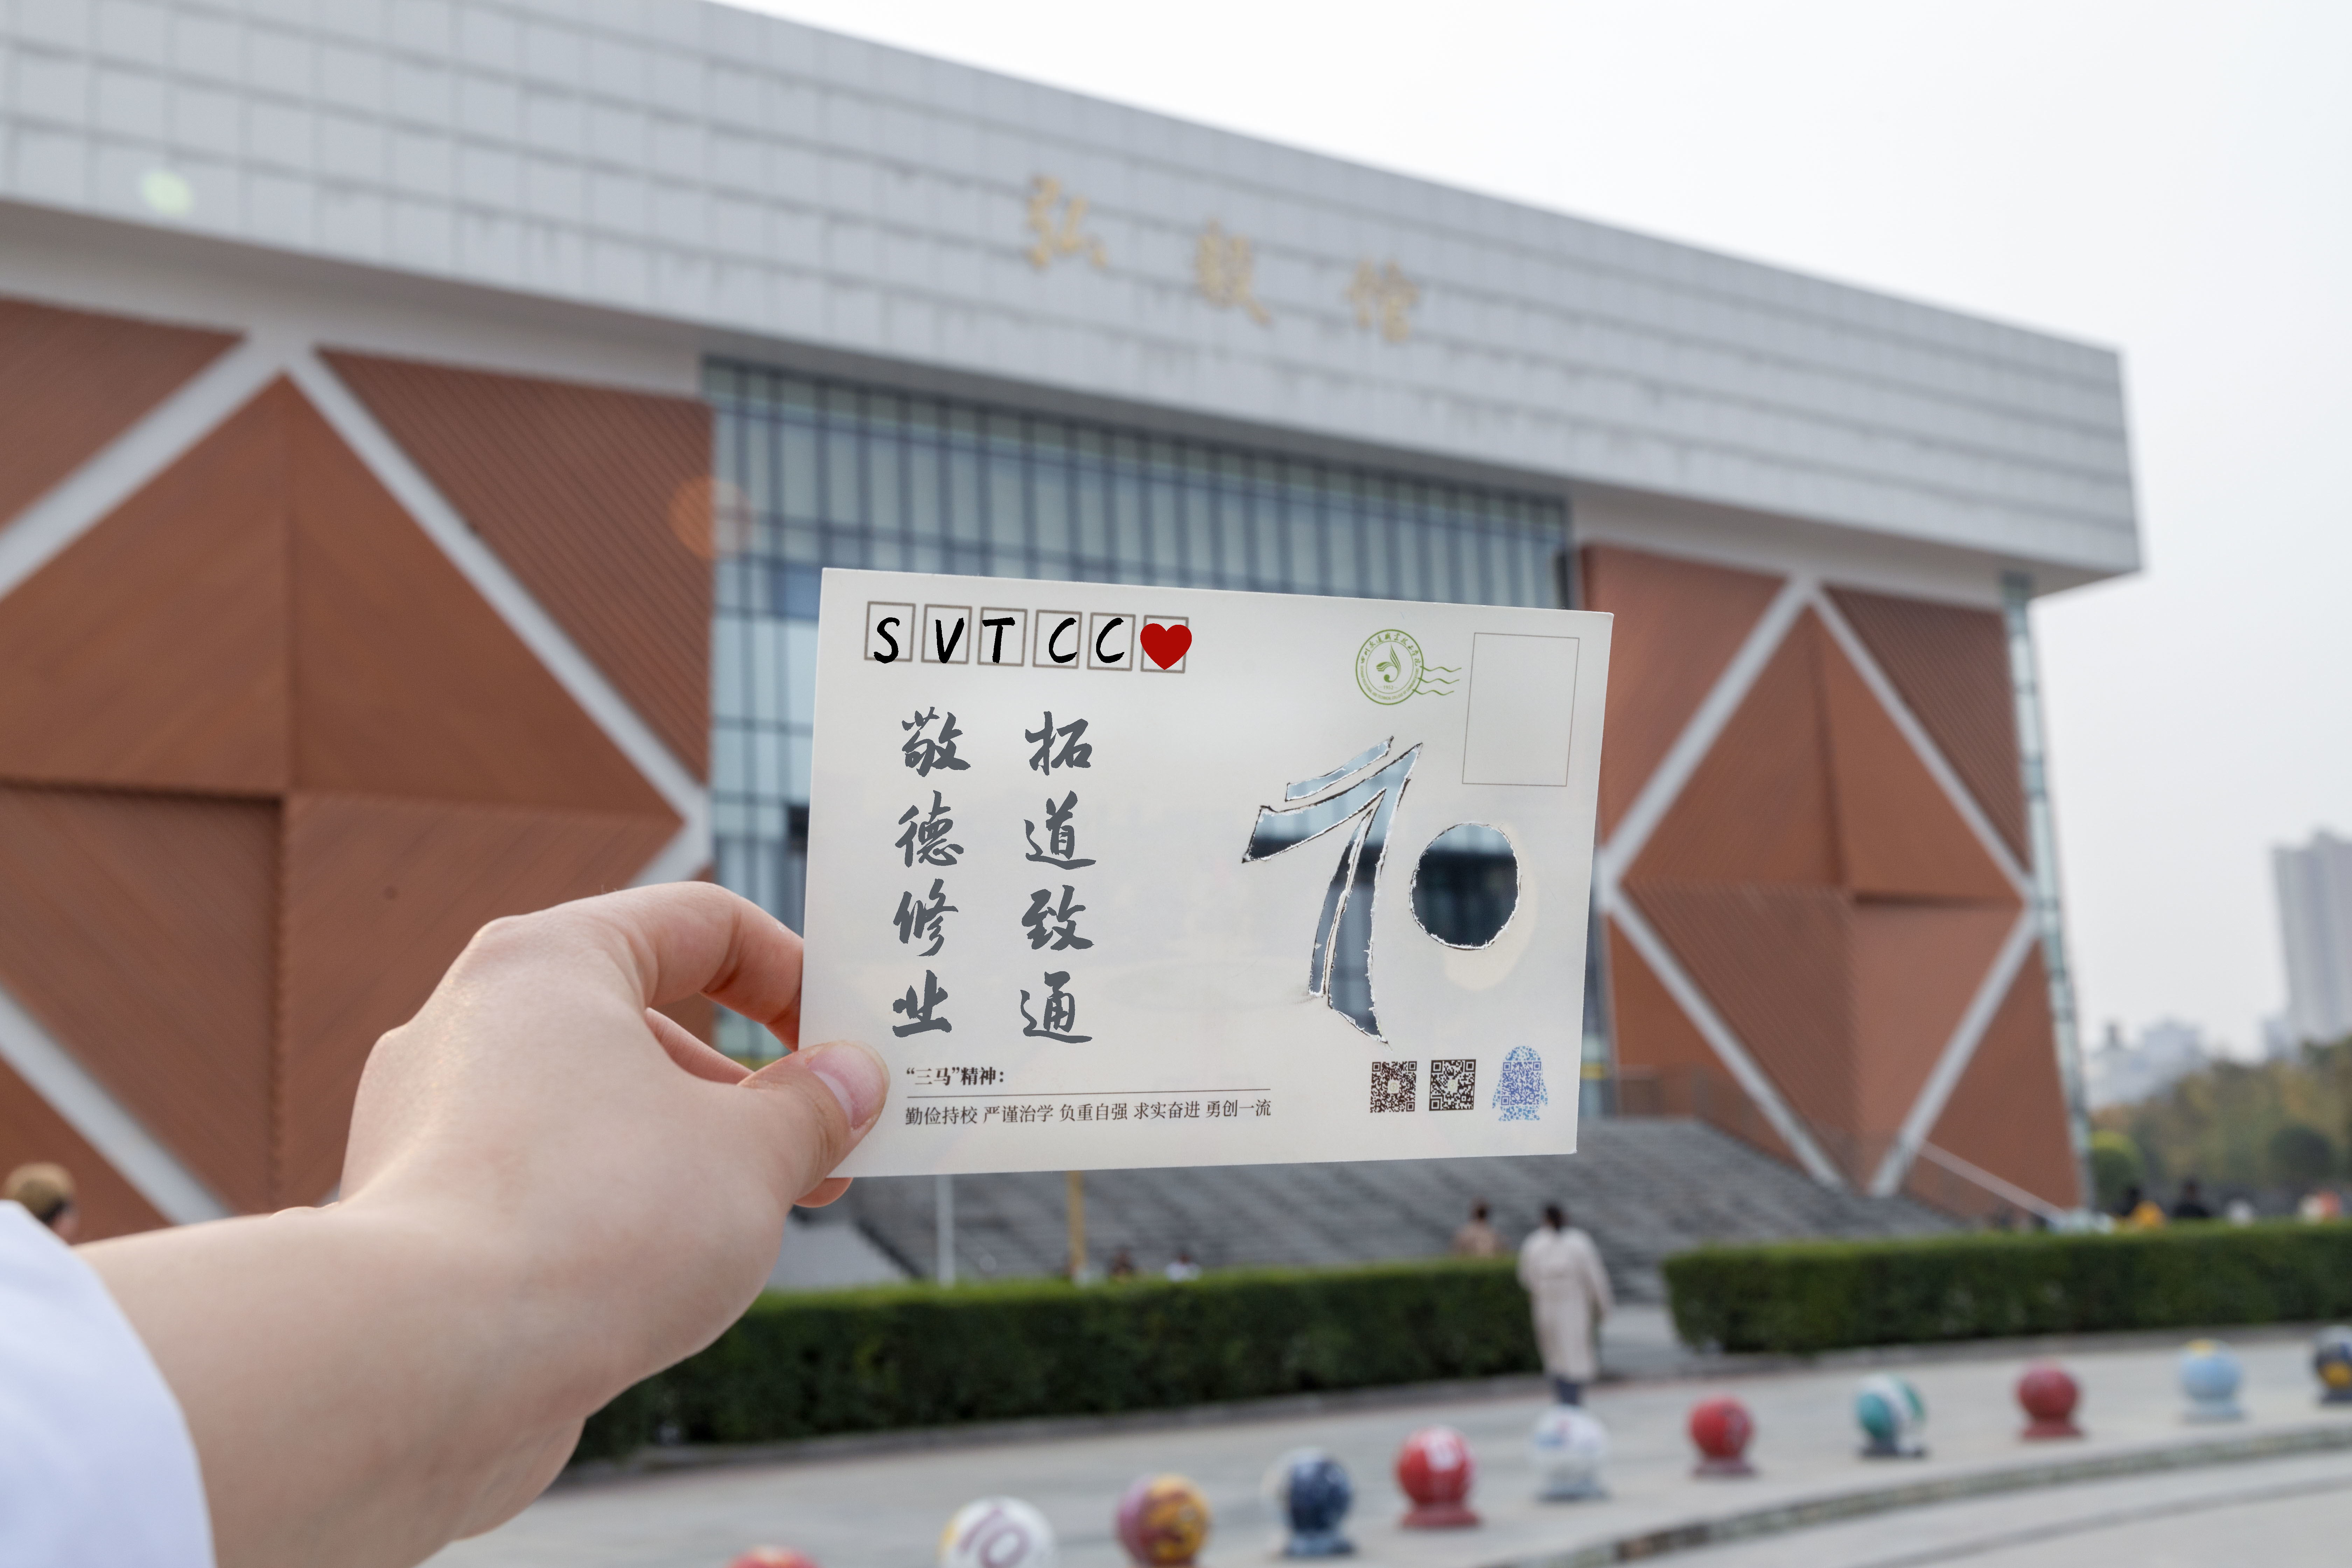 弘毅馆
SVTCC
敬德修业
拓道致通
“三马”精神：
勤俭持校 严谨治学 负重自强 求实奋进 勇创一流
70